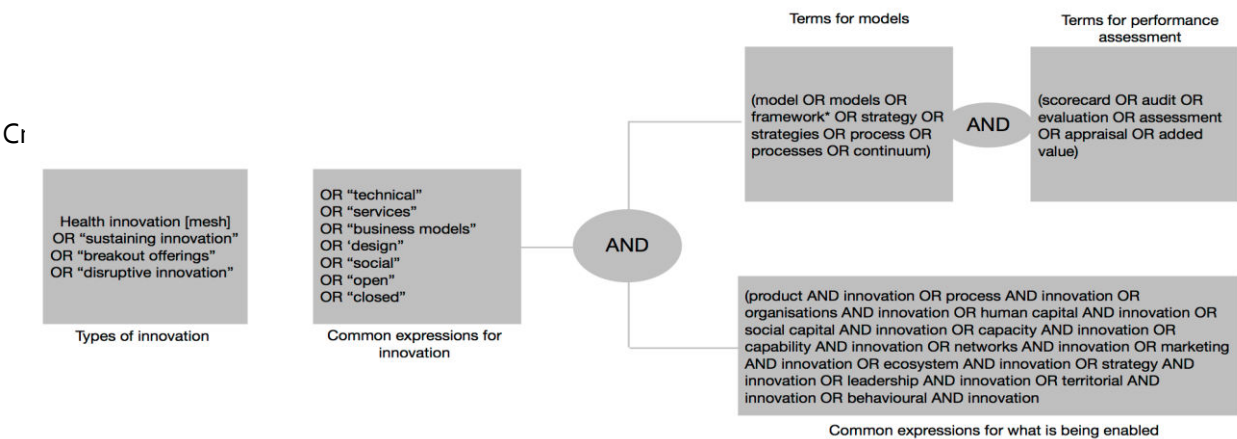 Terms for models
Terms for performance
assessment
(model OR models OR
framework* OR strategy OR
strategies OR process OR
processes OR continuum)
AND
(scorecard OR audit OR
evaluation OR assessment
OR appraisal OR added
value)
Health innovation [mesh]
OR “sustaining innovation”
OR “breakout offerings”
OR “disruptive innovation”
Types of innovation
OR “technical”
OR “services”
OR “business models”
OR ‘design”
OR “social”
OR “open”
OR “closed”
Common expressions for
innovation
AND
(product AND innovation OR process AND innovation OR
organisations AND innovation OR human capital AND innovation OR
social capital AND innovation OR capacity AND innovation OR
capability AND innovation OR networks AND innovation OR marketing
AND innovation OR ecosystem AND innovation OR strategy AND
innovation OR leadership AND innovation OR territorial AND
innovation OR behavioural AND innovation
Common expressions for what is being enabled